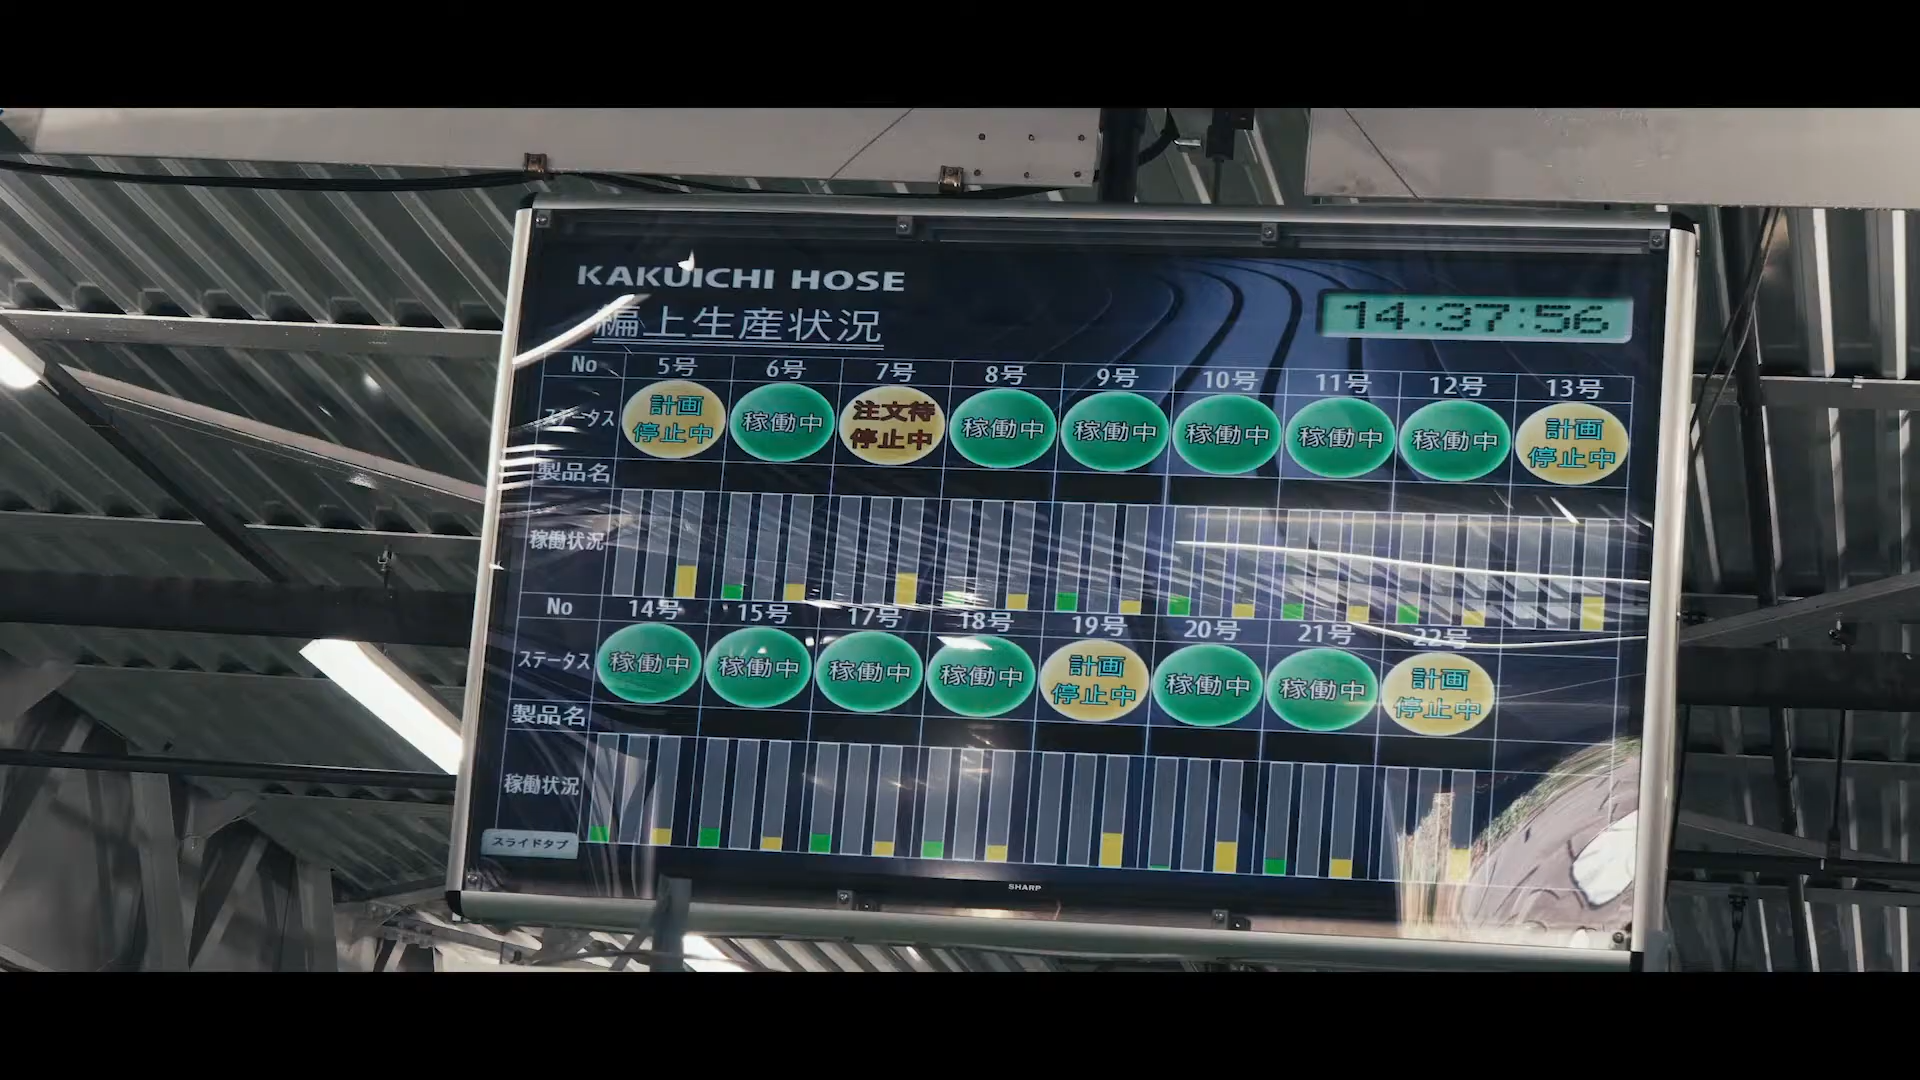 KAKUICHI HOSE
編上生産状況
14:37:56
No 5号 6号 7号 8号 9号 10号 11号 12号 13号
ステータス 計画停止中 稼働中 注文待停止中 稼働中 稼働中 稼働中 稼働中 稼働中 計画停止中
製品名
稼働状況
No 14号 15号 17号 18号 19号 20号 21号 22号
ステータス 稼働中 稼働中 稼働中 稼働中 計画停止中 稼働中 稼働中 計画停止中
製品名
稼働状況
スライドタブ
SHARP